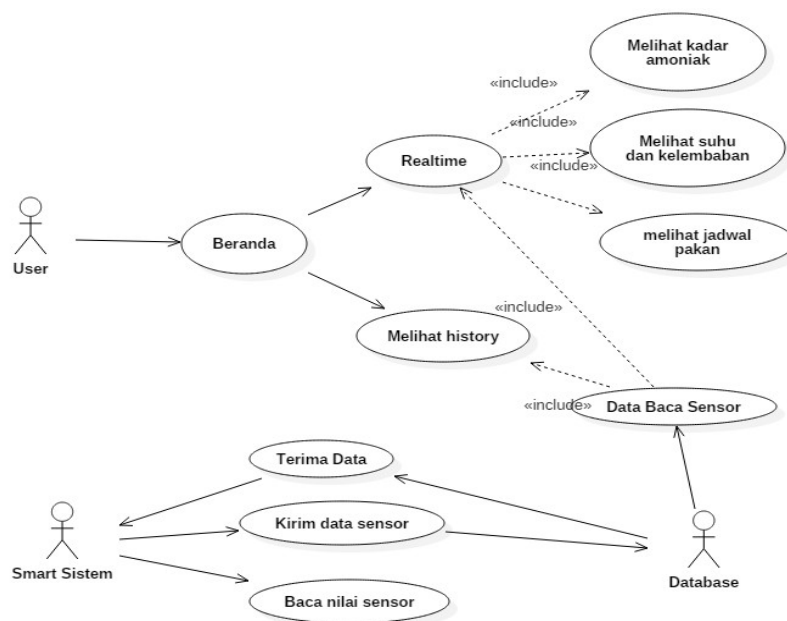 Melihat kadar
amoniak
«include»
«include»
Melihat suhu
dan kelembaban
Realtime
«include»
melihat jadwal
pakan
Beranda
User
«include»
Melihat history
«include»
Data Baca Sensor
Terima Data
Kirim data sensor
Smart Sistem
Database
Baca nilai sensor